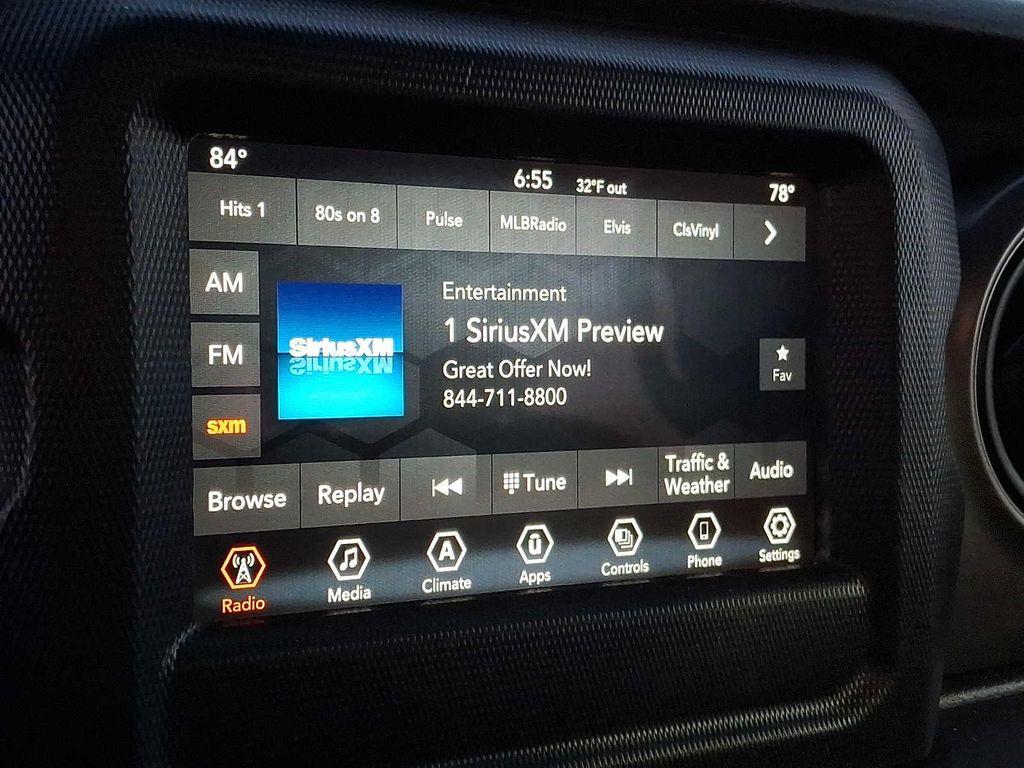 84°
6:55
32°F out
78°
Hits 1
80s on 8
Pulse
MLBRadio
Elvis
ClsVinyl
AM
FM
sxm
SiriusXM
Entertainment
1 SiriusXM Preview
Great Offer Now!
844-711-8800
Fav
Browse
Replay
Tune
Traffic &
Weather
Audio
Radio
Media
A
Climate
ū
Apps
Controls
Phone
Settings